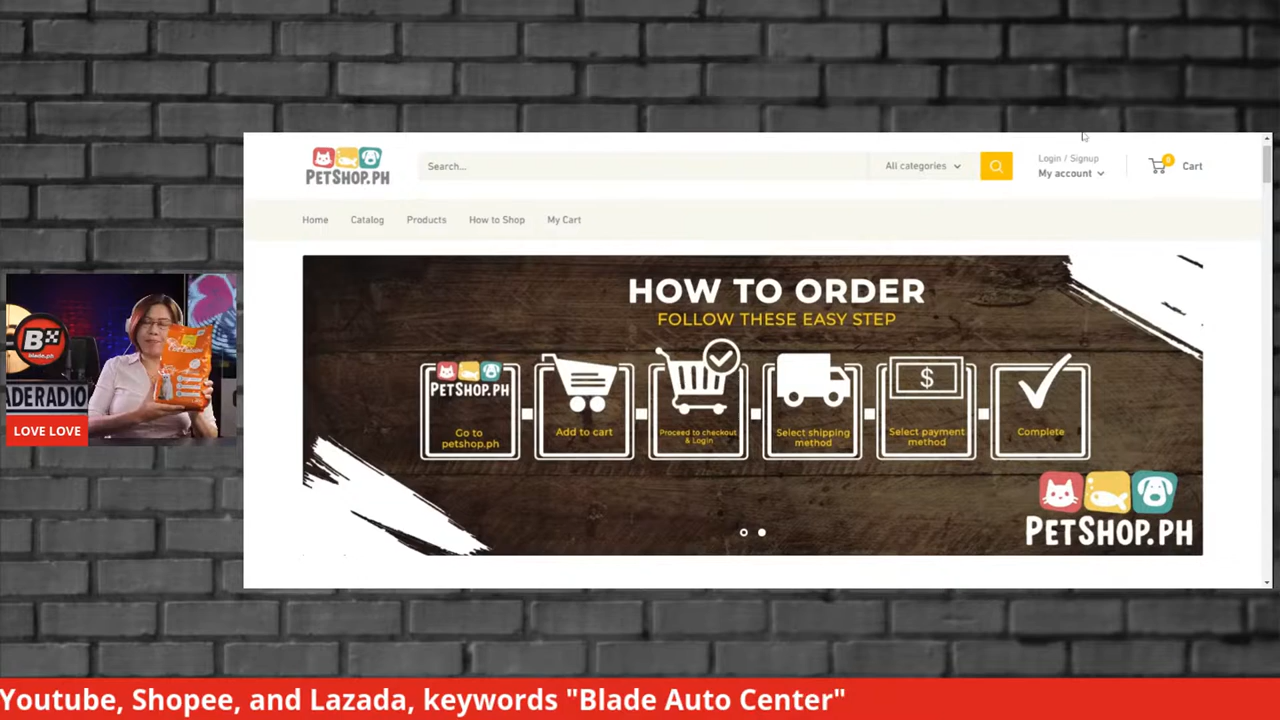 PETSHOP.PH
Search...
All categories
Login / Signup
My account
0
Cart
Home
Catalog
Products
How to Shop
My Cart
HOW TO ORDER
FOLLOW THESE EASY STEP
PETSHOP.PH
Go to
petshop.ph
Add to cart
Proceed to checkout
& Login
Select shipping
method
$
Select payment
method
Complete
PETSHOP.PH
B
blade.ph
ADERADIO
LOVE LOVE
Youtube, Shopee, and Lazada, keywords "Blade Auto Center"